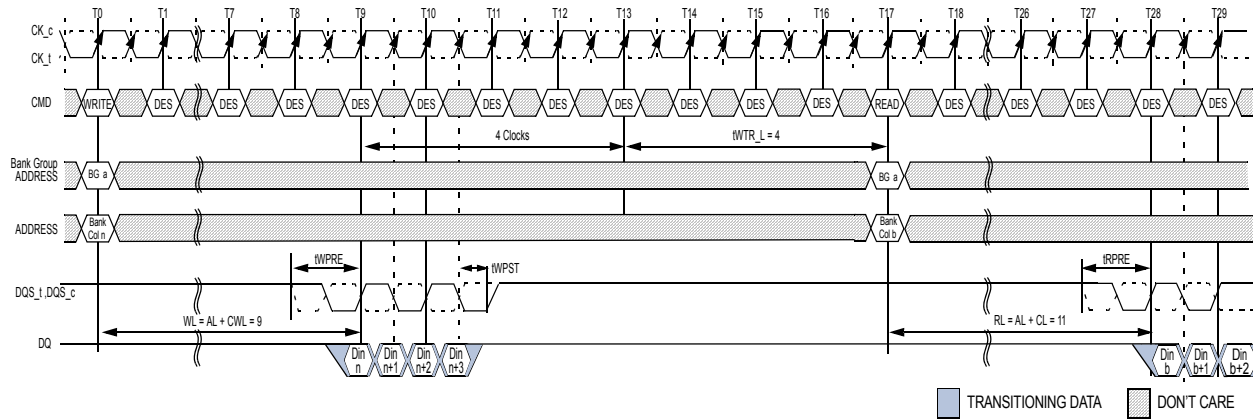 T0 T1 T7 T8 T9 T10 T11 T12 T13 T14 T15 T16 T17 T18 T26 T27 T28 T29
CK_c
CK_t
CMD WRITE DES DES DES DES DES DES DES DES DES DES DES READ DES DES DES DES DES
4 Clocks tWTR_L = 4
Bank Group
ADDRESS BG a BG a
ADDRESS Bank Col n Bank Col b
tWPRE tWPST tRPRE
DQS_t ,DQS_c
WL = AL + CWL = 9 RL = AL + CL = 11
DQ Din n Din n+1 Din n+2 Din n+3 Din b Din b+1 Din b+2
TRANSITIONING DATA DON'T CARE